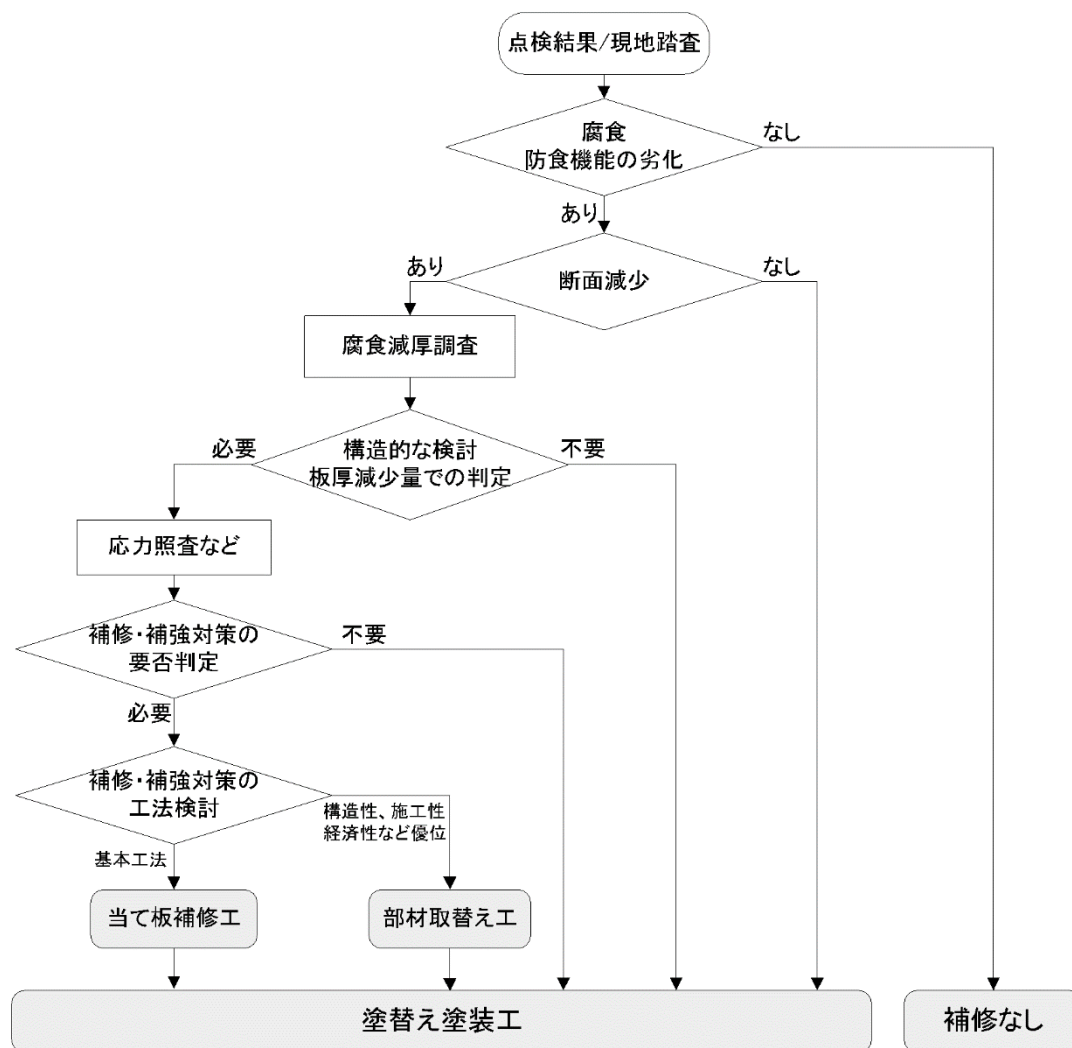 点検結果/現地踏査
腐食
防食機能の劣化
なし
あり
断面減少
あり
なし
腐食減厚調査
構造的な検討
板厚減少量での判定
必要
不要
応力照査など
補修・補強対策の
要否判定
不要
必要
補修・補強対策の
工法検討
構造性、施工性
経済性など優位
基本工法
当て板補修工
部材取替え工
塗替え塗装工
補修なし